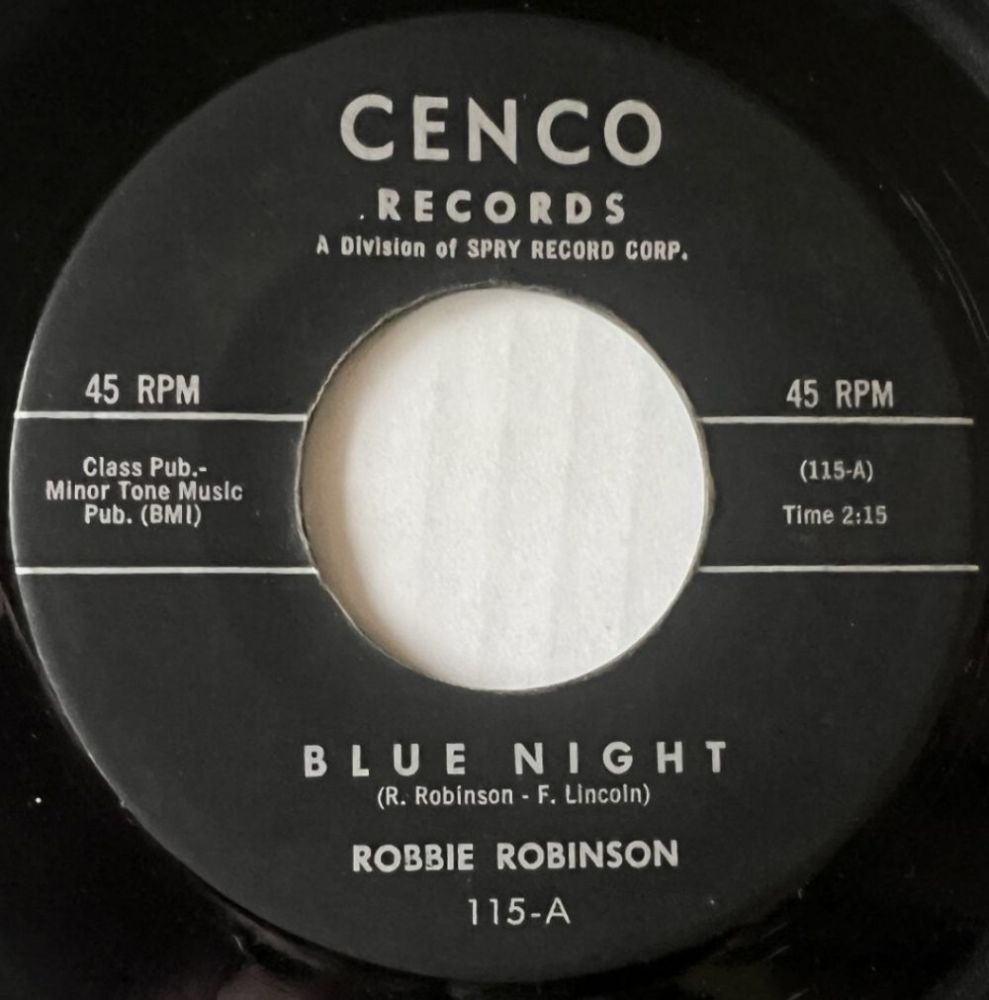 CENCO
RECORDS
A Division of SPRY RECORD CORP.
45 RPM
45 RPM
Class Pub.-
Minor Tone Music
Pub. (BMI)
(115-A)
Time 2:15
BLUE NIGHT
(R. Robinson - F. Lincoln)
ROBBIE ROBINSON
115-A